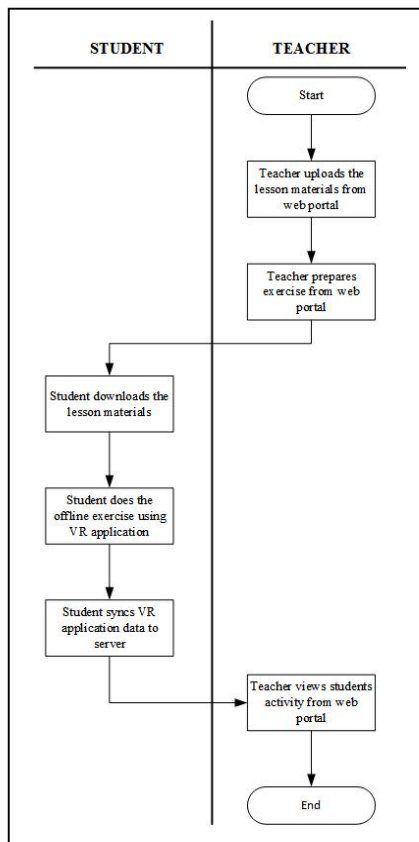 STUDENT
TEACHER
Start
Teacher uploads the
lesson materials from
web portal
Teacher prepares
exercise from web
portal
Student downloads the
lesson materials
Student does the
offline exercise using
VR application
Student syncs VR
application data to
server
Teacher views students
activity from web
portal
End